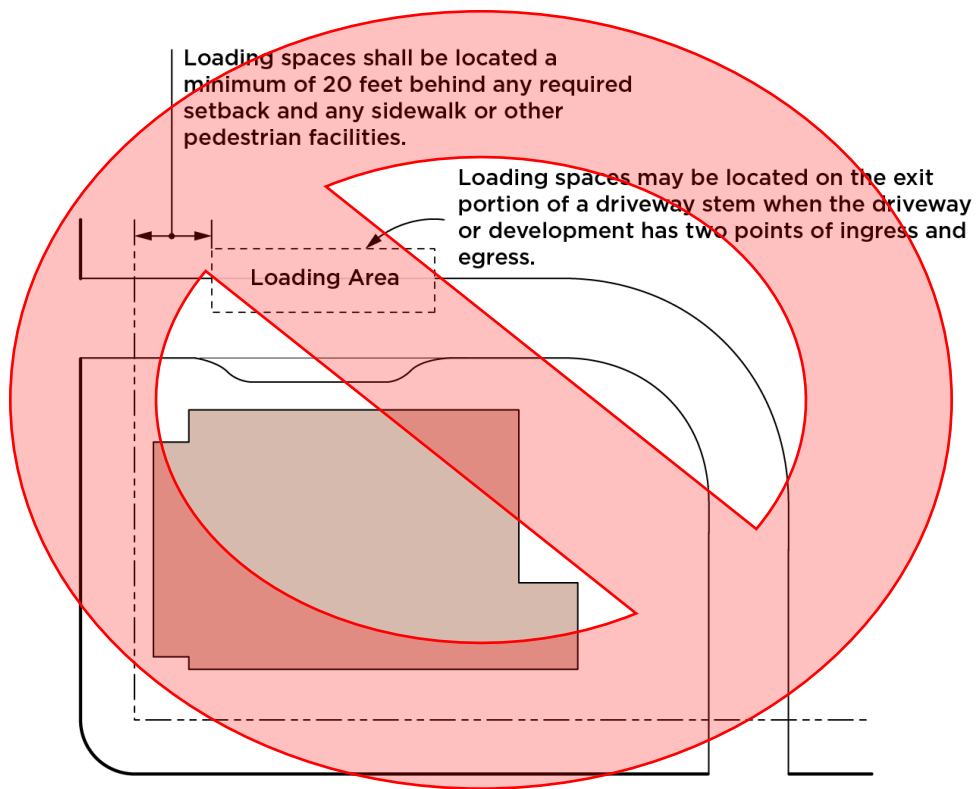 Loading spaces shall be located a
minimum of 20 feet behind any required
setback and any sidewalk or other
pedestrian facilities.
Loading spaces may be located on the exit
portion of a driveway stem when the driveway
or development has two points of ingress and
egress.
Loading Area